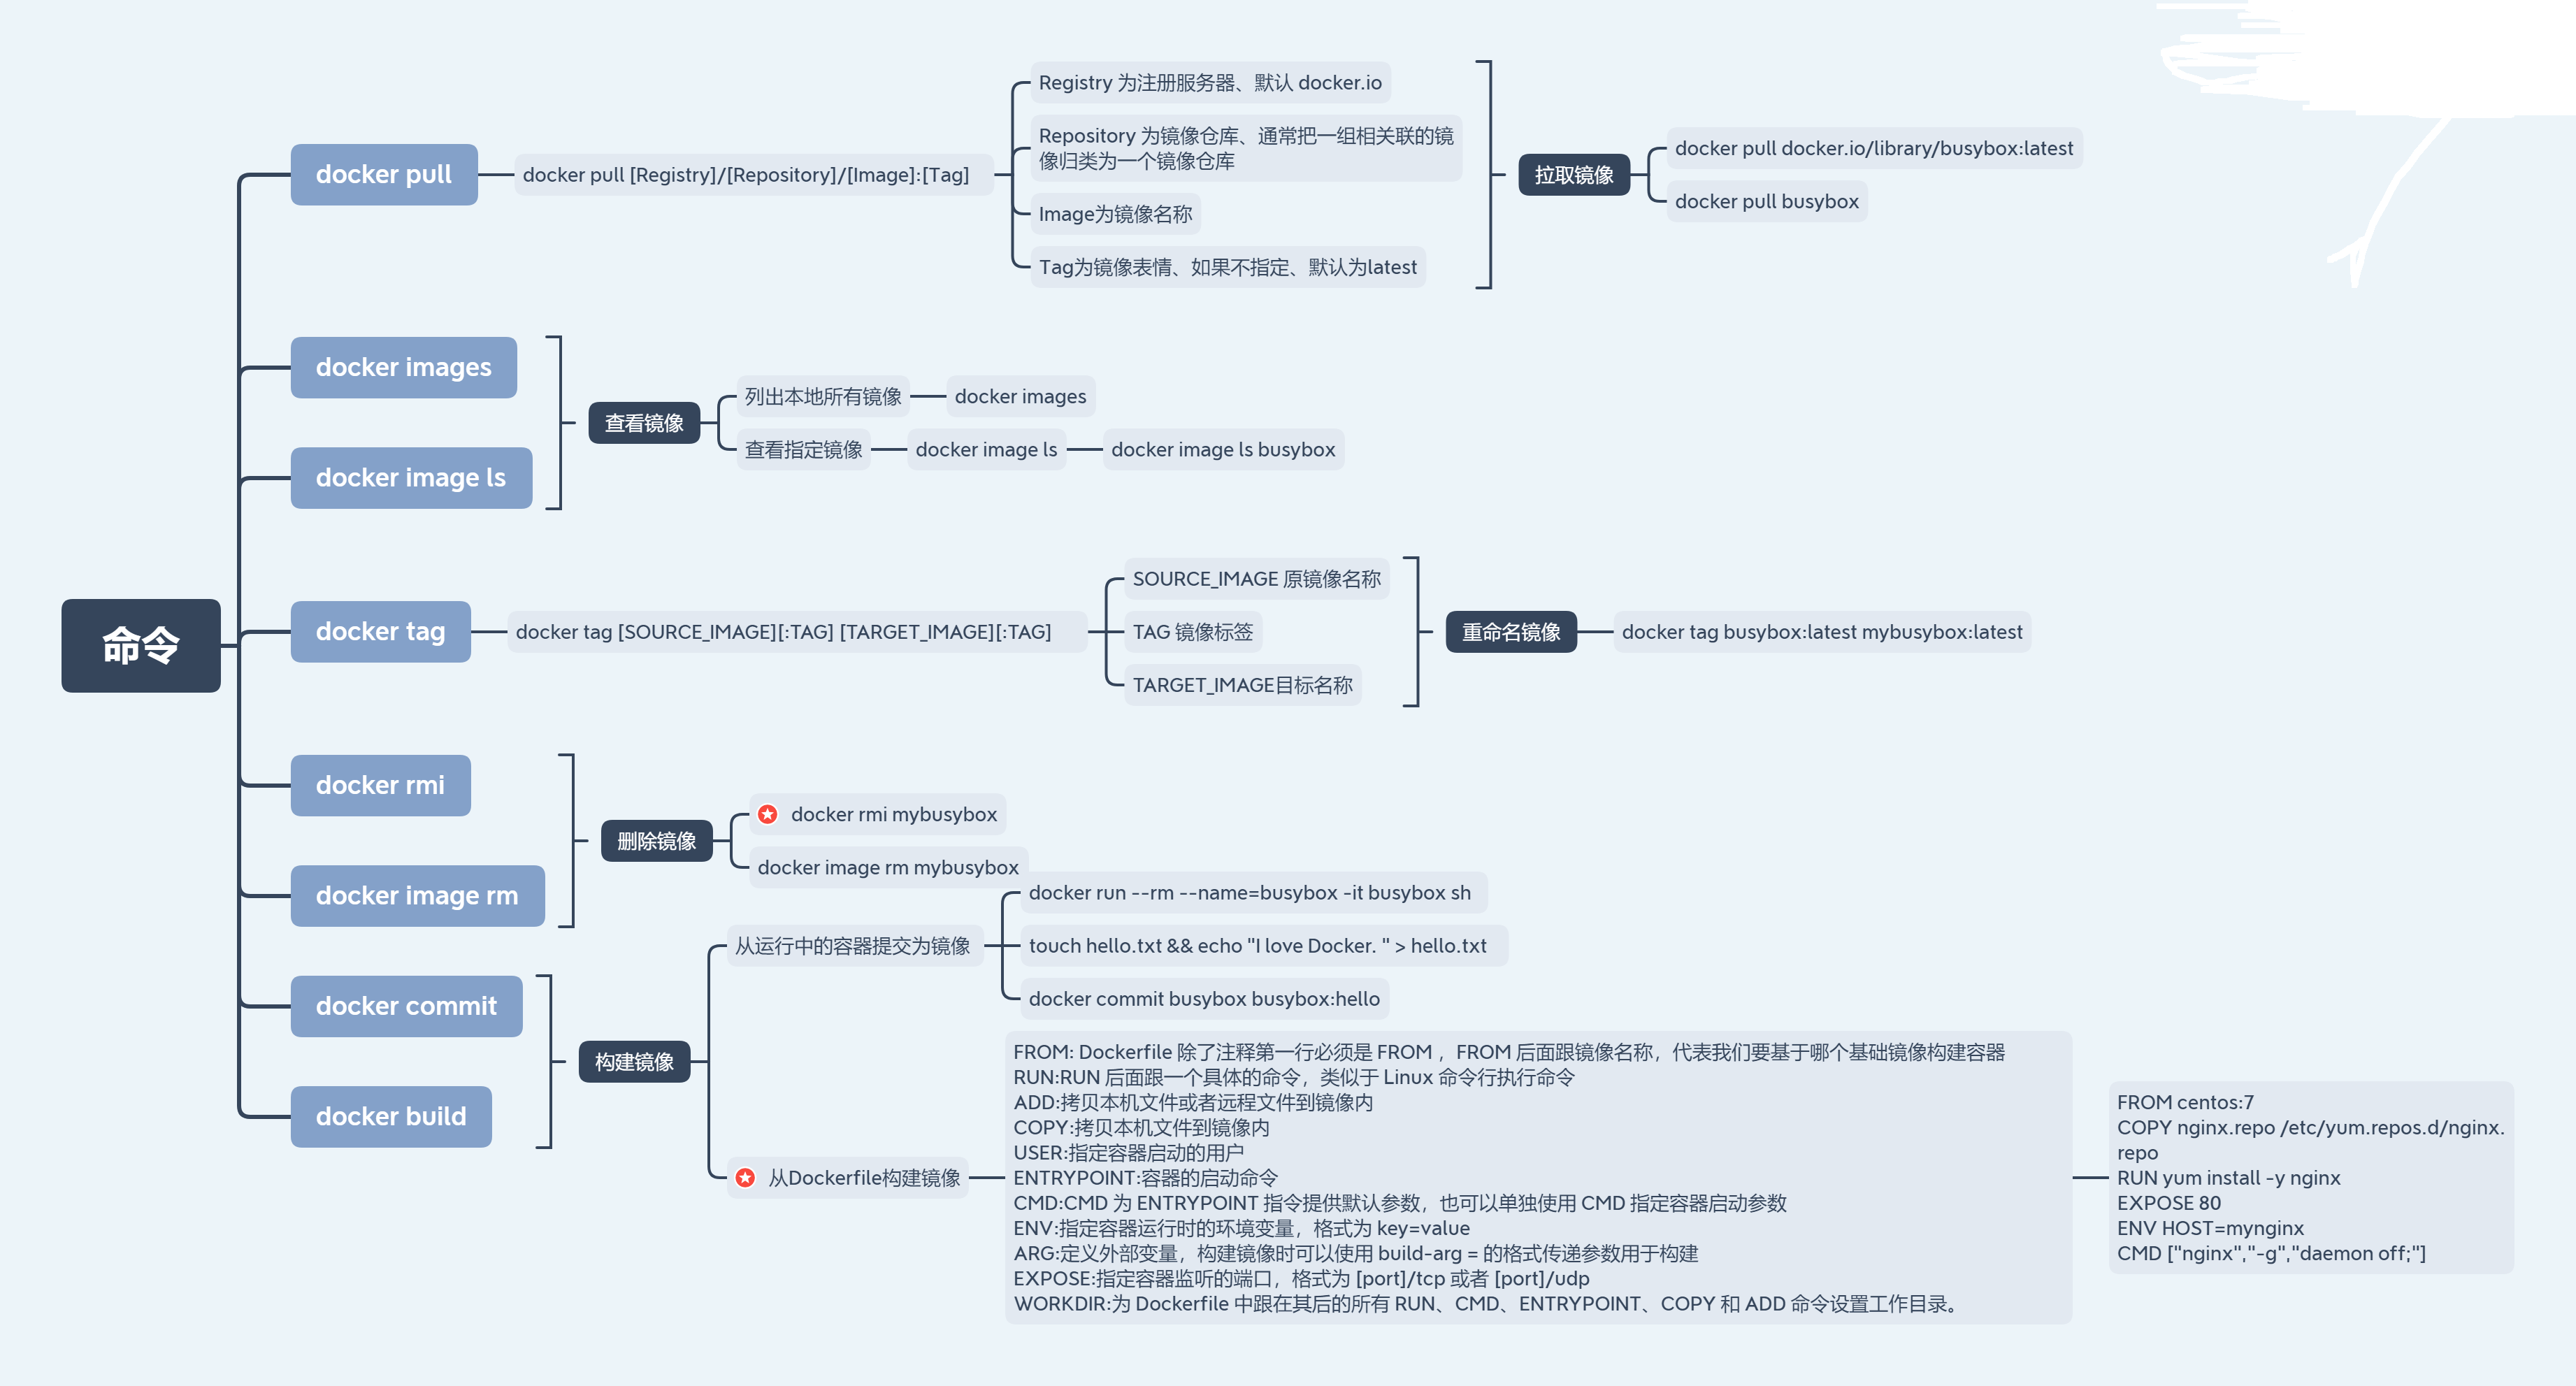 命令
docker pull
docker pull [Registry]/[Repository]/[Image]:[Tag]
Registry 为注册服务器、默认 docker.io
Repository 为镜像仓库、通常把一组相关联的镜
像归类为一个镜像仓库
Image为镜像名称
Tag为镜像表情、如果不指定、默认为latest
拉取镜像
docker pull docker.io/library/busybox:latest
docker pull busybox
docker images
docker image ls
查看镜像
列出本地所有镜像
docker images
查看指定镜像
docker image ls
docker image ls busybox
docker tag
docker tag [SOURCE_IMAGE][:TAG] [TARGET_IMAGE][:TAG]
SOURCE_IMAGE 原镜像名称
TAG 镜像标签
TARGET_IMAGE目标名称
重命名镜像
docker tag busybox:latest mybusybox:latest
docker rmi
docker image rm
删除镜像
docker rmi mybusybox
docker image rm mybusybox
docker commit
docker build
构建镜像
从运行中的容器提交为镜像
docker run --rm --name=busybox -it busybox sh
touch hello.txt && echo "I love Docker. " > hello.txt
docker commit busybox busybox:hello
从Dockerfile构建镜像
FROM: Dockerfile 除了注释第一行必须是 FROM ，FROM 后面跟镜像名称，代表我们要基于哪个基础镜像构建容器
RUN:RUN 后面跟一个具体的命令，类似于 Linux 命令行执行命令
ADD:拷贝本机文件或者远程文件到镜像内
COPY:拷贝本机文件到镜像内
USER:指定容器启动的用户
ENTRYPOINT:容器的启动命令
CMD:CMD 为 ENTRYPOINT 指令提供默认参数，也可以单独使用 CMD 指定容器启动参数
ENV:指定容器运行时的环境变量，格式为 key=value
ARG:定义外部变量，构建镜像时可以使用 build-arg = 的格式传递参数用于构建
EXPOSE:指定容器监听的端口，格式为 [port]/tcp 或者 [port]/udp
WORKDIR:为 Dockerfile 中跟在其后的所有 RUN、CMD、ENTRYPOINT、COPY 和 ADD 命令设置工作目录。
FROM centos:7
COPY nginx.repo /etc/yum.repos.d/nginx.
repo
RUN yum install -y nginx
EXPOSE 80
ENV HOST=mynginx
CMD ["nginx","-g","daemon off;"]